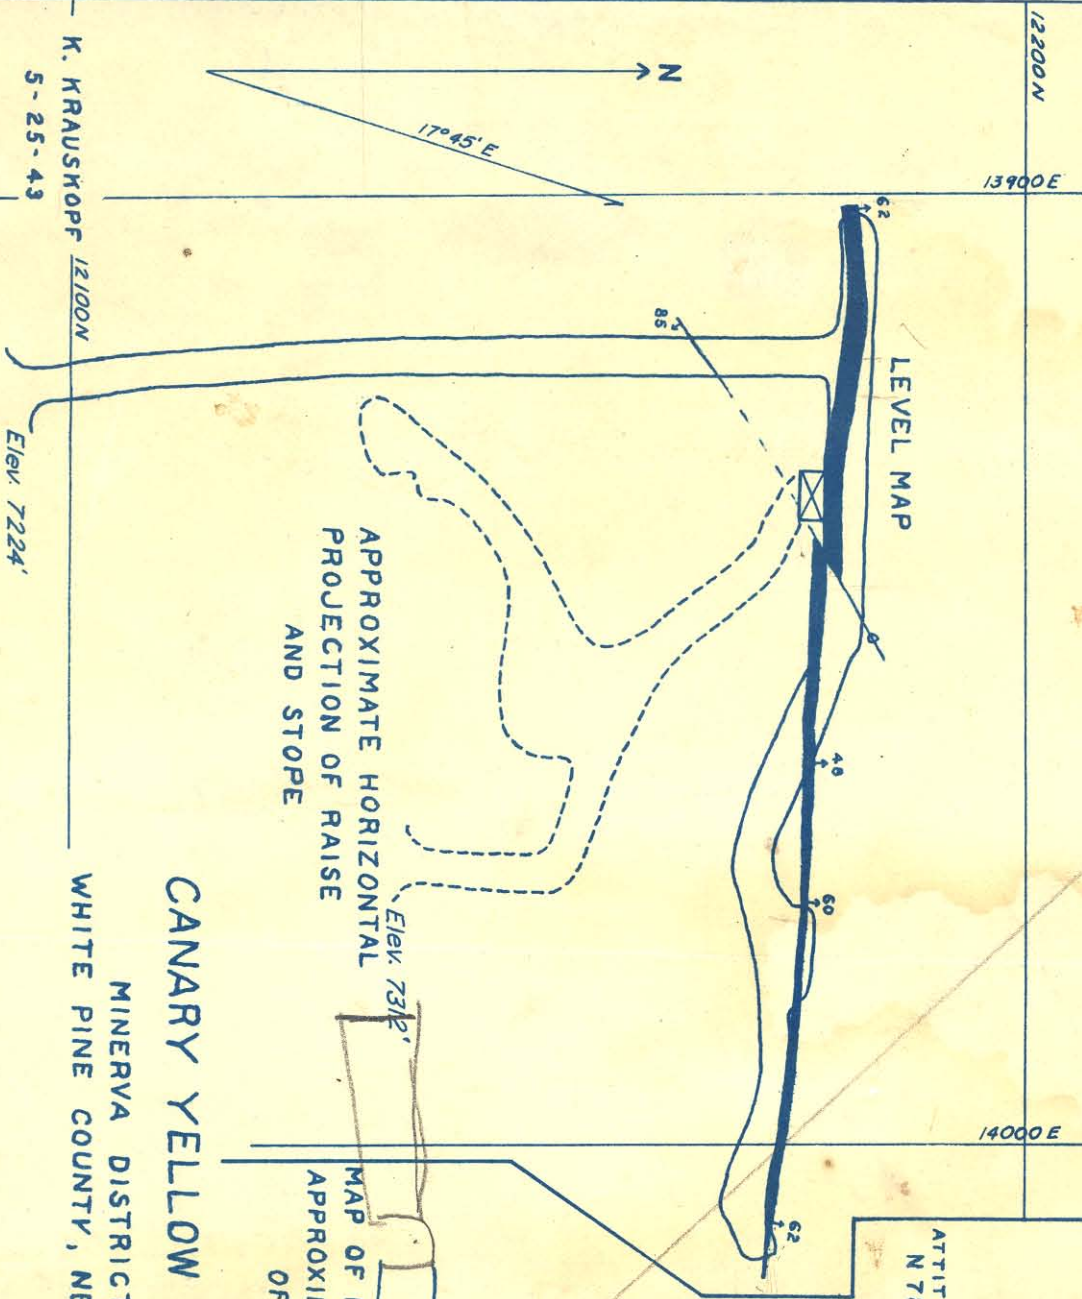 12200N
N
17°45'E
13900E
62
LEVEL MAP
85
K. KRAUSKOPF
5-25-43
12100N
Elev. 7224'
APPROXIMATE HORIZONTAL
PROJECTION OF RAISE
AND STOPE
48
60
Elev. 7312'
14000E
62
CANARY YELLOW
MINERVA DISTRICT
WHITE PINE COUNTY, NE
MAP OF
APPROXI
OF
ATTIT
N 7